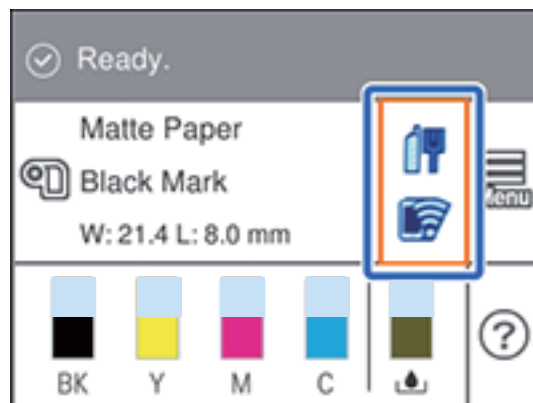 Ready.
Matte Paper
Black Mark
W: 21.4 L: 8.0 mm
Menu
BK Y M C
?